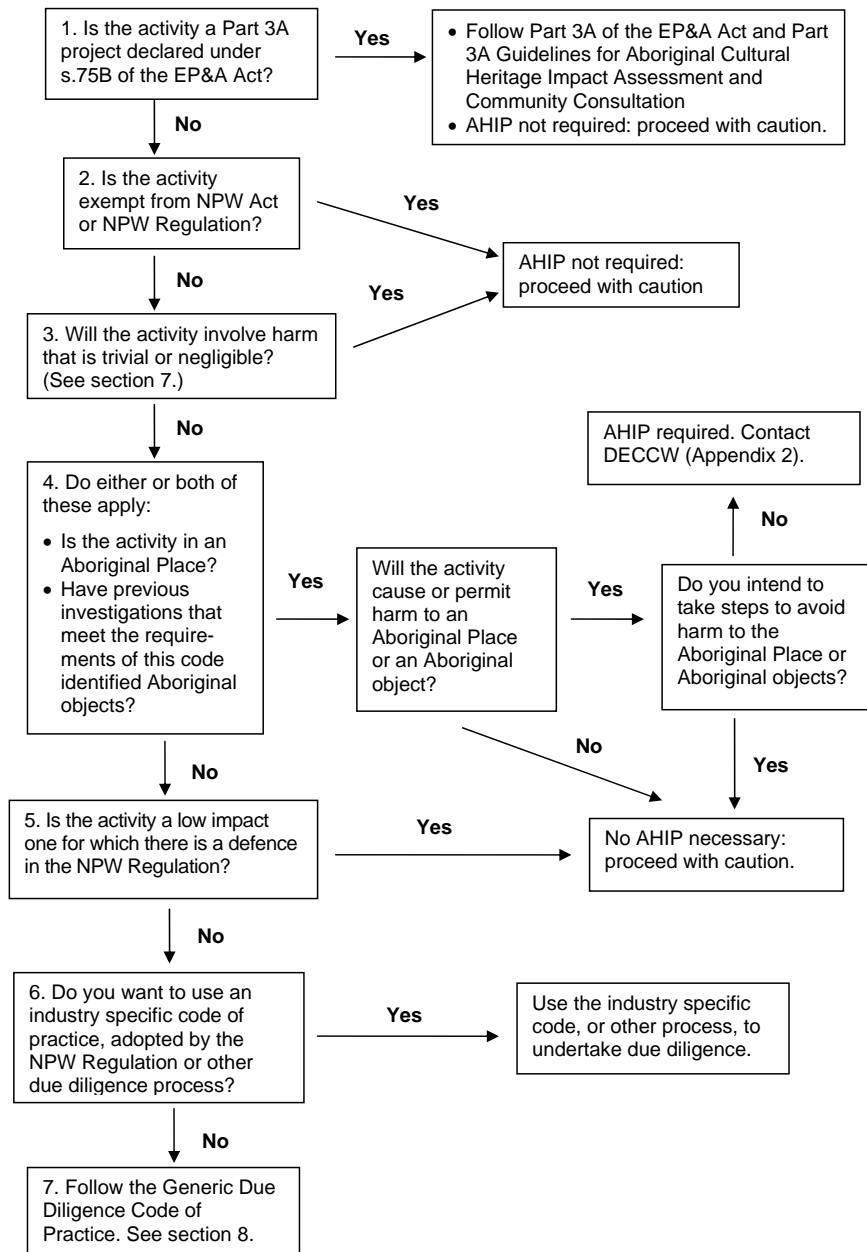 1. Is the activity a Part 3A
project declared under
s.75B of the EP&A Act?
Yes
• Follow Part 3A of the EP&A Act and Part
3A Guidelines for Aboriginal Cultural
Heritage Impact Assessment and
Community Consultation
• AHIP not required: proceed with caution.
No
2. Is the activity
exempt from NPW Act
or NPW Regulation?
Yes
AHIP not required:
proceed with caution
No
Yes
3. Will the activity involve harm
that is trivial or negligible?
(See section 7.)
No
AHIP required. Contact
DECCW (Appendix 2).
4. Do either or both of
these apply:
• Is the activity in an
Aboriginal Place?
• Have previous
investigations that
meet the require-
ments of this code
identified Aboriginal
objects?
Yes
Will the activity
cause or permit
harm to an
Aboriginal Place
or an Aboriginal
object?
Yes
No
Do you intend to
take steps to avoid
harm to the
Aboriginal Place or
Aboriginal objects?
No
No
Yes
5. Is the activity a low impact
one for which there is a defence
in the NPW Regulation?
Yes
No AHIP necessary:
proceed with caution.
No
6. Do you want to use an
industry specific code of
practice, adopted by the
NPW Regulation or other
due diligence process?
Yes
Use the industry specific
code, or other process, to
undertake due diligence.
No
7. Follow the Generic Due
Diligence Code of
Practice. See section 8.